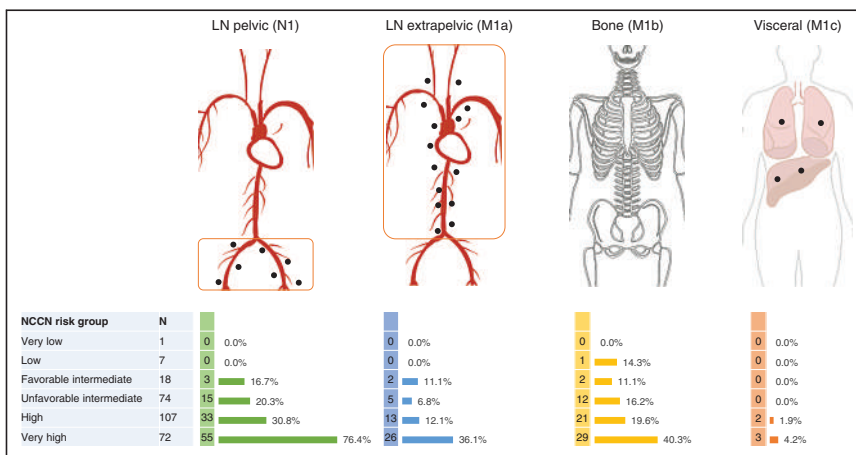 LN pelvic (N1) LN extrapelvic (M1a) Bone (M1b) Visceral (M1c)
NCCN risk group N
Very low 1 0 0.0% 0 0.0% 0 0.0% 0 0.0%
Low 7 0 0.0% 0 0.0% 1 14.3% 0 0.0%
Favorable intermediate 18 3 16.7% 2 11.1% 2 11.1% 0 0.0%
Unfavorable intermediate 74 15 20.3% 5 6.8% 12 16.2% 0 0.0%
High 107 33 30.8% 13 12.1% 21 19.6% 2 1.9%
Very high 72 55 76.4% 26 36.1% 29 40.3% 3 4.2%